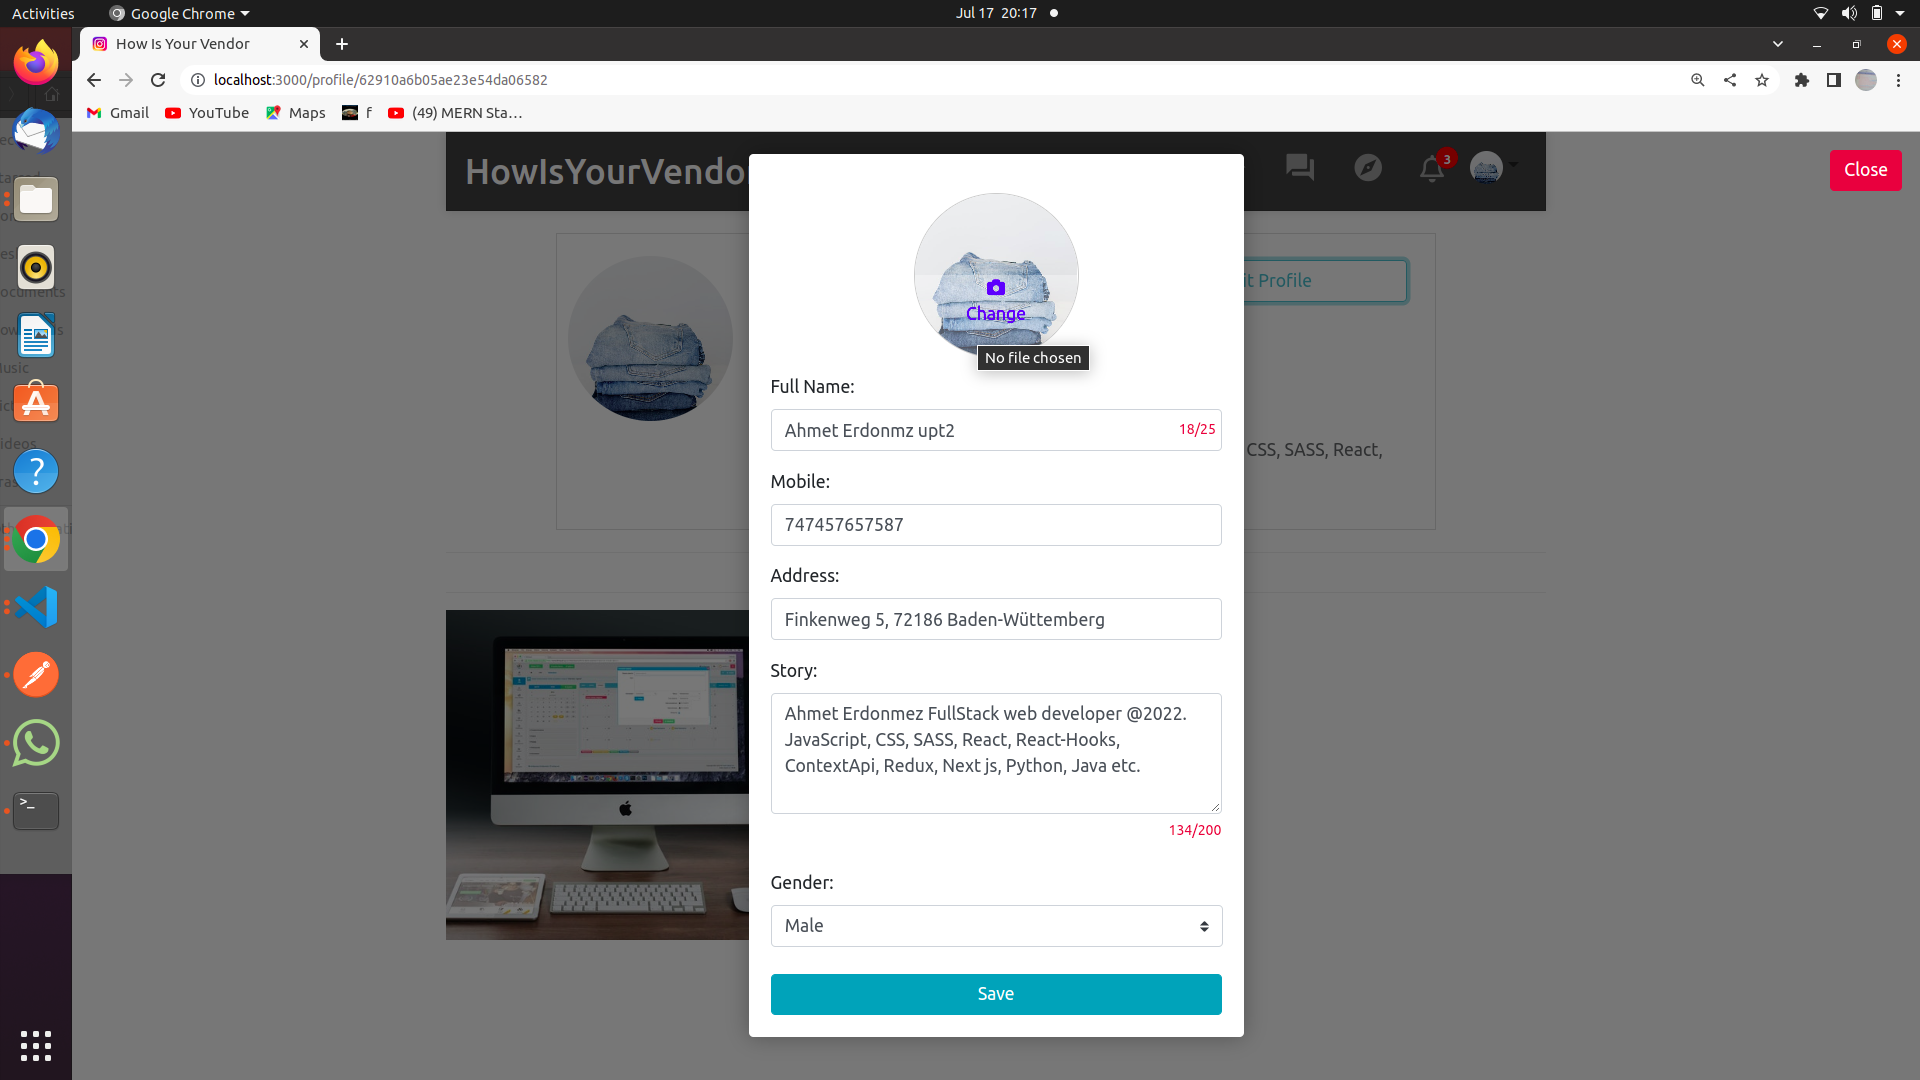 Activities
Google Chrome
Jul 17 20:17
How Is Your Vendor
localhost:3000/profile/62910a6b05ae23e54da06582
Gmail
YouTube
Maps
f
(49) MERN Sta…
HowIsYourVendor
3
Close
Change
No file chosen
it Profile
Full Name:
Ahmet Erdonmz upt2
18/25
CSS, SASS, React,
Mobile:
747457657587
Address:
Finkenweg 5, 72186 Baden-Wüttemberg
Story:
Ahmet Erdonmez FullStack web developer @2022.
JavaScript, CSS, SASS, React, React-Hooks,
ContextApi, Redux, Next js, Python, Java etc.
134/200
Gender:
Male
Save